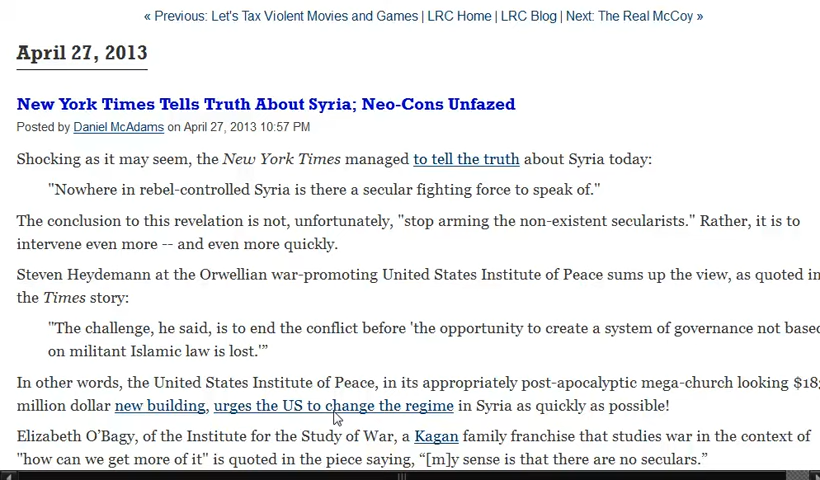 « Previous: Let's Tax Violent Movies and Games | LRC Home | LRC Blog | Next: The Real McCoy »
April 27, 2013
New York Times Tells Truth About Syria; Neo-Cons Unfazed
Posted by Daniel McAdams on April 27, 2013 10:57 PM
Shocking as it may seem, the New York Times managed to tell the truth about Syria today:
"Nowhere in rebel-controlled Syria is there a secular fighting force to speak of."
The conclusion to this revelation is not, unfortunately, "stop arming the non-existent secularists." Rather, it is to
intervene even more -- and even more quickly.
Steven Heydemann at the Orwellian war-promoting United States Institute of Peace sums up the view, as quoted in
the Times story:
"The challenge, he said, is to end the conflict before 'the opportunity to create a system of governance not based
on militant Islamic law is lost.'”
In other words, the United States Institute of Peace, in its appropriately post-apocalyptic mega-church looking
million dollar new building, urges the US to change the regime in Syria as quickly as possible!
Elizabeth O’Bagy, of the Institute for the Study of War, a Kagan family franchise that studies war in the context of
"how can we get more of it" is quoted in the piece saying, “[m]y sense is that there are no seculars.”